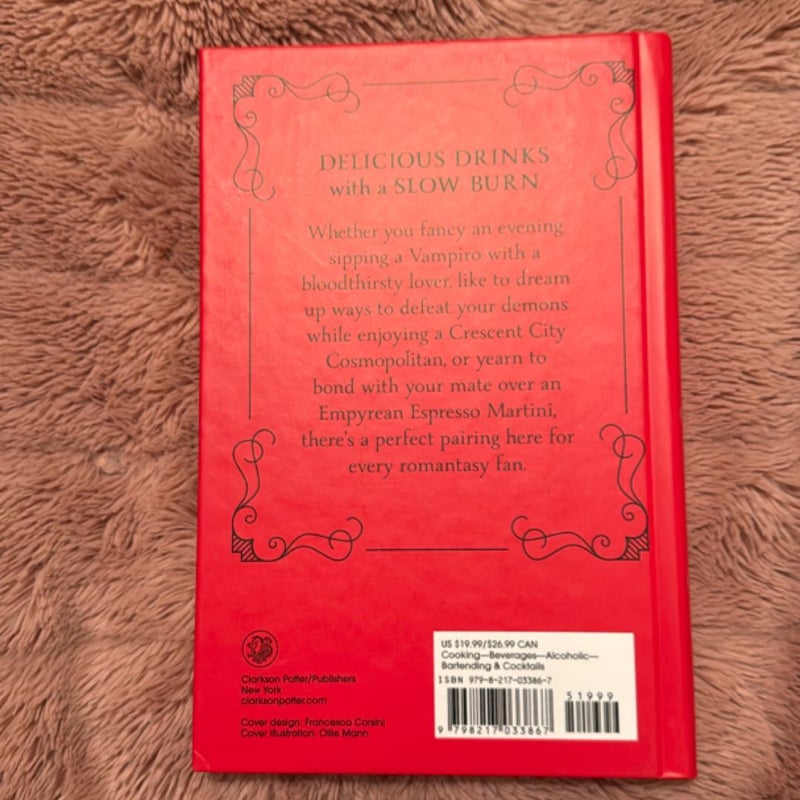 DELICIOUS DRINKS
with a SLOW BURN
Whether you fancy an evening
sipping a Vampiro with a
bloodthirsty lover, like to dream
up ways to defeat your demons
while enjoying a Crescent City
Cosmopolitan, or yearn to
bond with your mate over an
Empyrean Espresso Martini,
there's a perfect pairing here for
every romantasy fan.
Clarkson Potter/Publishers
New York
clarksonpotter.com
Cover design: Francesca Corsini
Cover illustration: Ollie Mann
US $19.99/$26.99 CAN
Cooking—Beverages—Alcoholic—
Bartending & Cocktails
ISBN 979-8-217-03386-7
51999
9 798217 033867